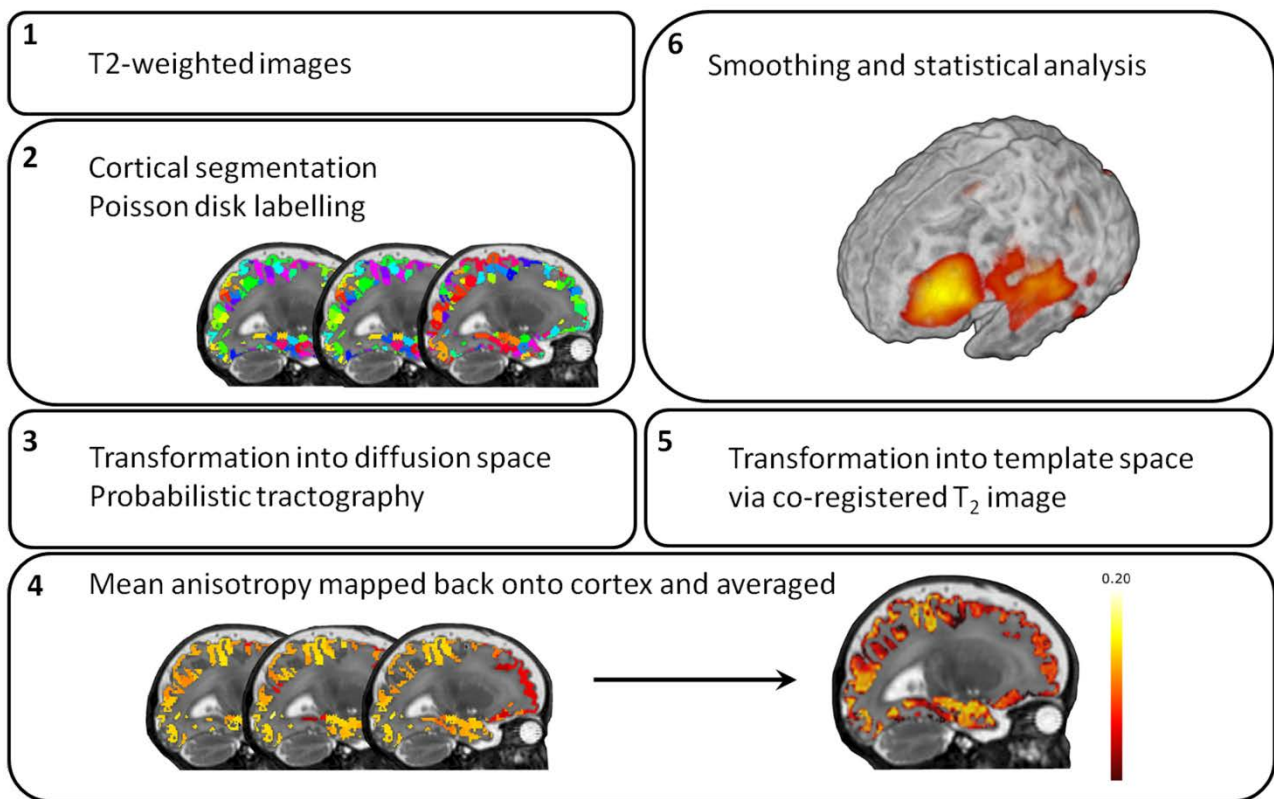 1
T2-weighted images
2
Cortical segmentation
Poisson disk labelling
3
Transformation into diffusion space
Probabilistic tractography
4
Mean anisotropy mapped back onto cortex and averaged
0.20
5
Transformation into template space
via co-registered T₂ image
6
Smoothing and statistical analysis